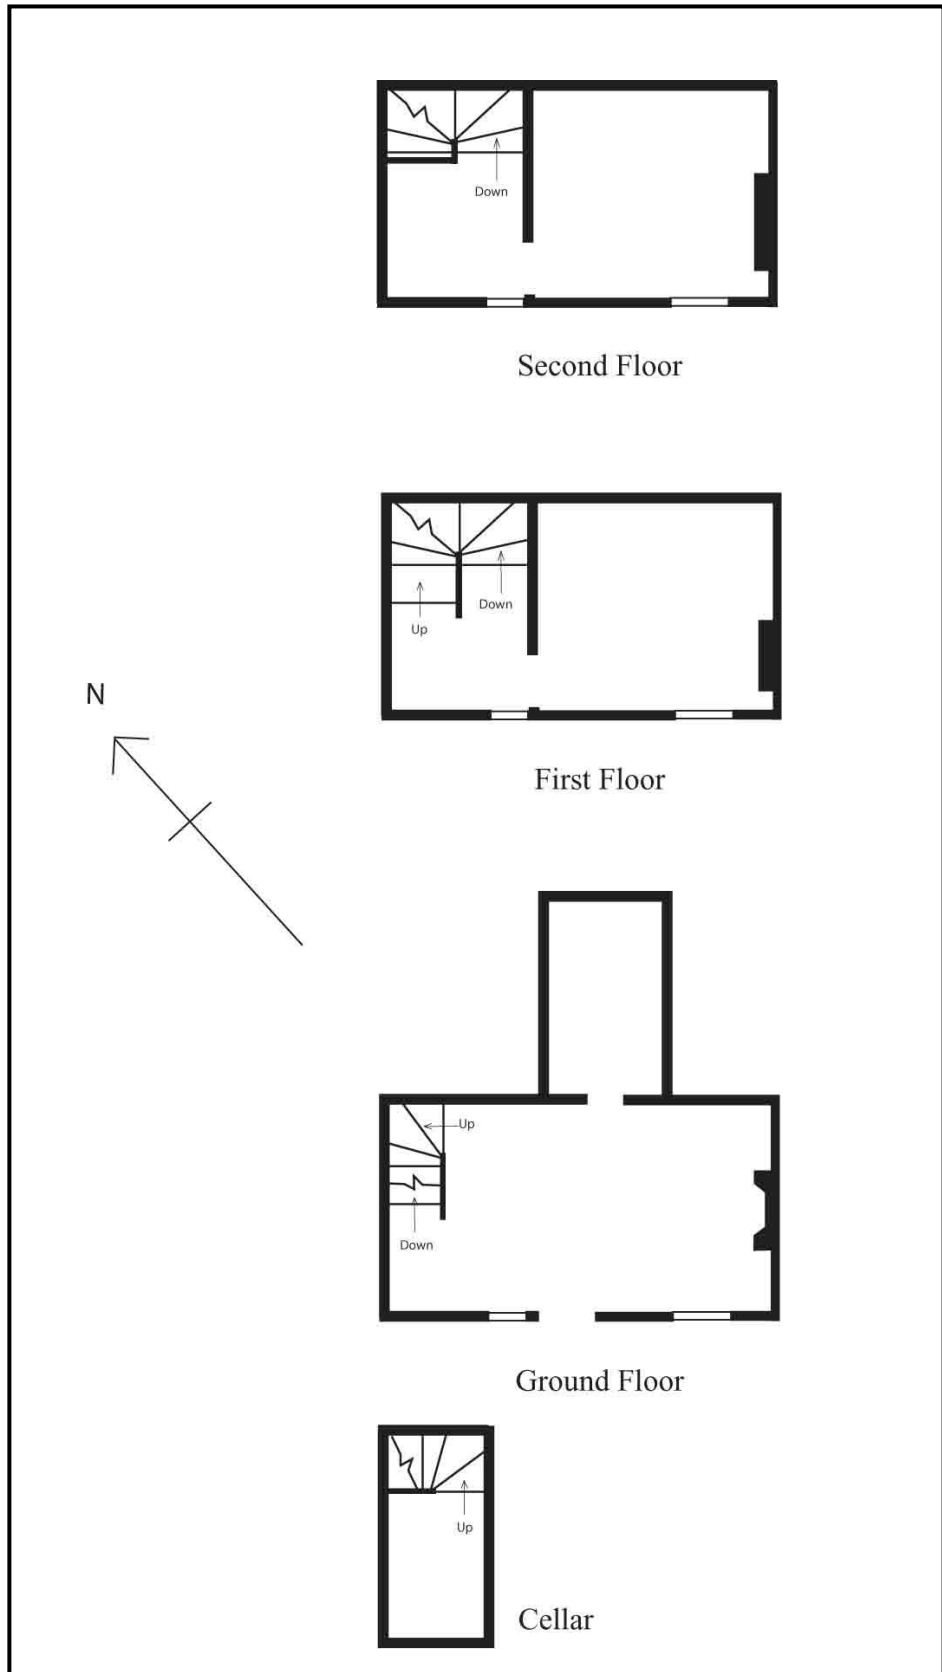 Down
Second Floor
Up
Down
First Floor
N
Up
Down
Ground Floor
Up
Cellar